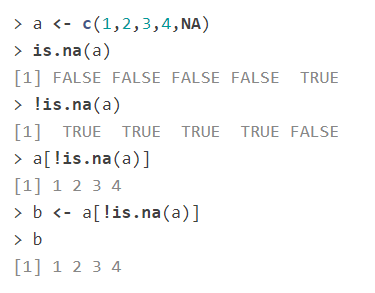 > a <- c(1,2,3,4,NA)
> is.na(a)
[1] FALSE FALSE FALSE FALSE  TRUE
> !is.na(a)
[1]  TRUE  TRUE  TRUE  TRUE FALSE
> a[!is.na(a)]
[1] 1 2 3 4
> b <- a[!is.na(a)]
> b
[1] 1 2 3 4